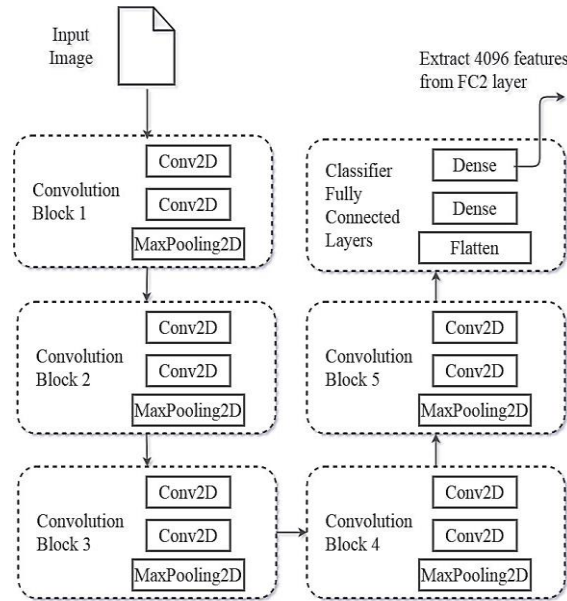 Input
Image
Extract 4096 features
from FC2 layer
Convolution
Block 1
Conv2D
Conv2D
MaxPooling2D
Convolution
Block 2
Conv2D
Conv2D
MaxPooling2D
Convolution
Block 3
Conv2D
Conv2D
MaxPooling2D
Convolution
Block 4
Conv2D
Conv2D
MaxPooling2D
Convolution
Block 5
Conv2D
Conv2D
MaxPooling2D
Classifier
Fully
Connected
Layers
Dense
Dense
Flatten